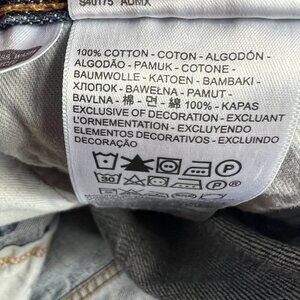 S40175 ADMX
100% COTTON - COTON - ALGODÓN -
ALGODÃO - PAMUK - COTONE -
BAUMWOLLE - KATOEN - BAMBAKI -
ХЛОПОК - BAWEŁNA - PAMUT -
BAVLNA - 棉 - 면 - 綿 100% - KAPAS
EXCLUSIVE OF DECORATION - EXCLUANT
L'ORNEMENTATION - EXCLUYENDO
ELEMENTOS DECORATIVOS - EXCLUINDO
DECORAÇÃO
P
30 P